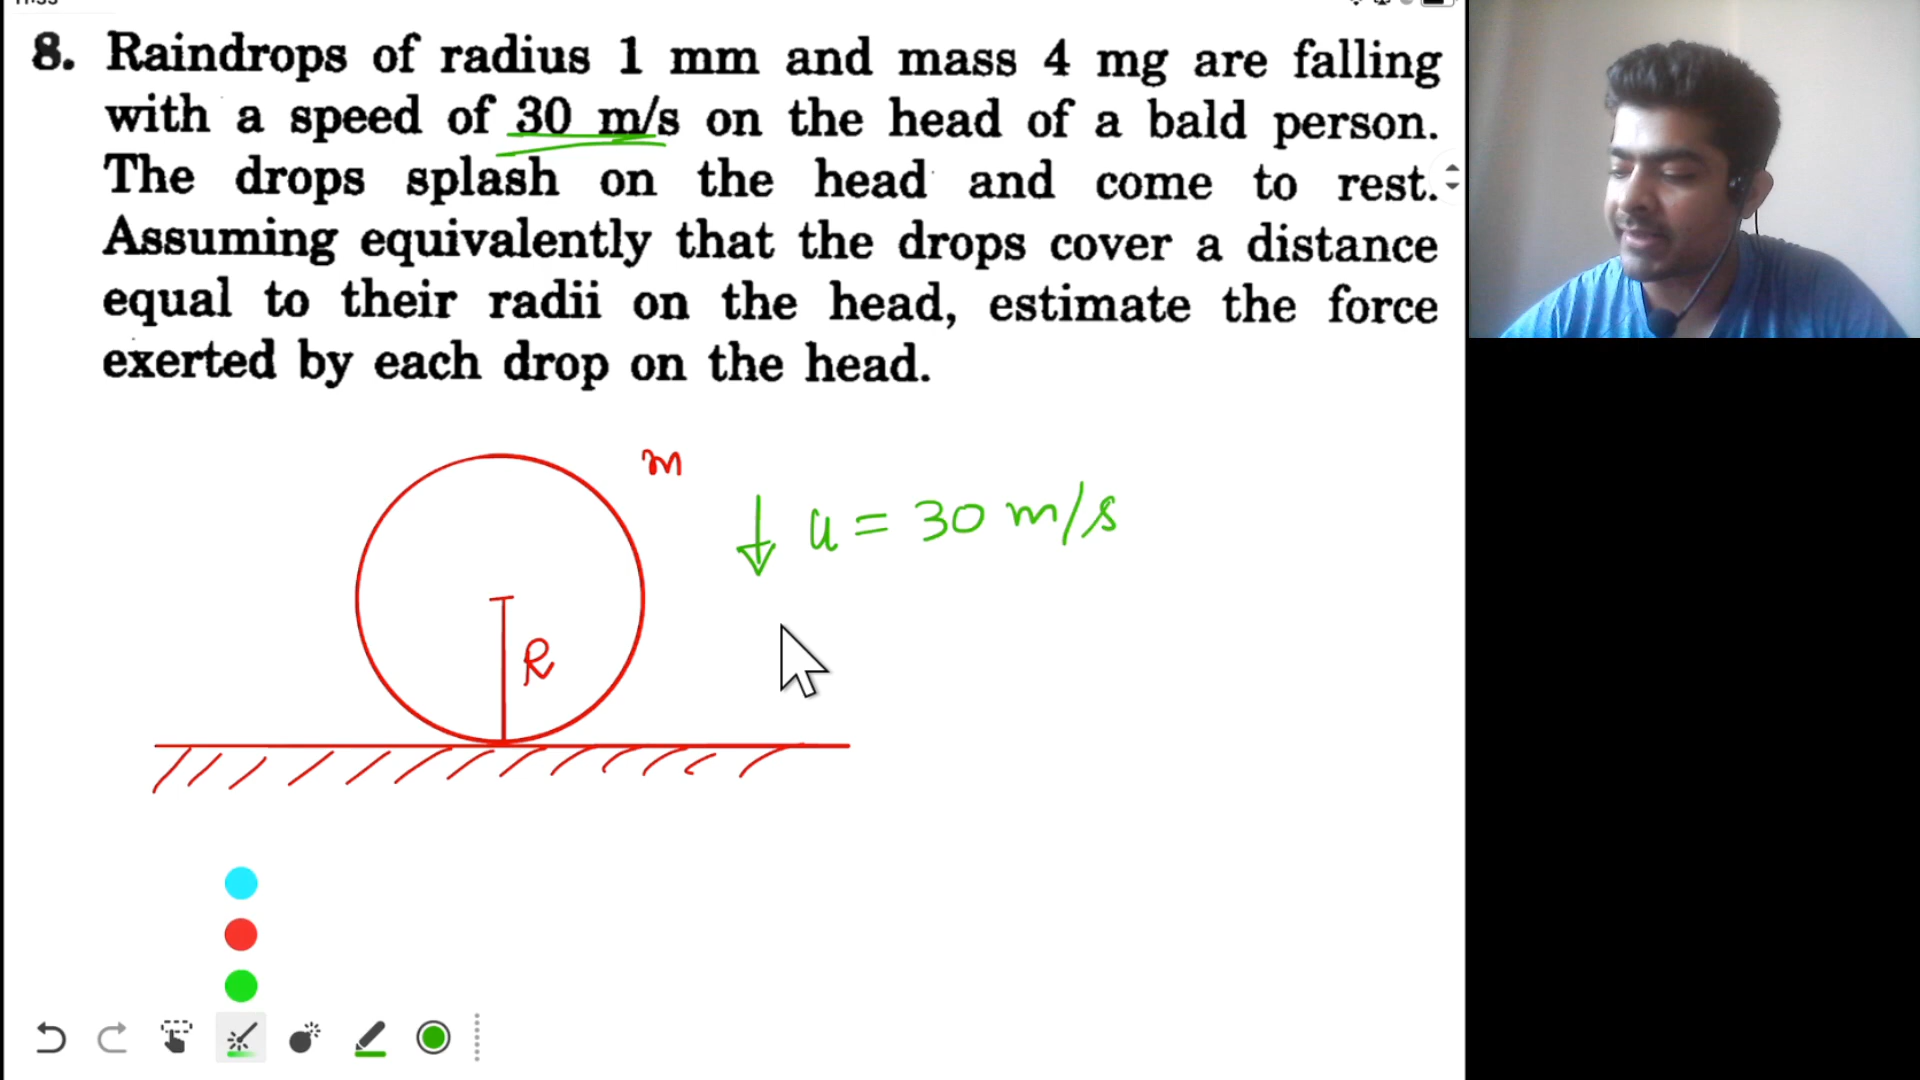 8. Raindrops of radius 1 mm and mass 4 mg are falling
with a speed of 30 m/s on the head of a bald person.
The drops splash on the head and come to rest.
Assuming equivalently that the drops cover a distance
equal to their radii on the head, estimate the force
exerted by each drop on the head.
m
u = 30 m/s
R